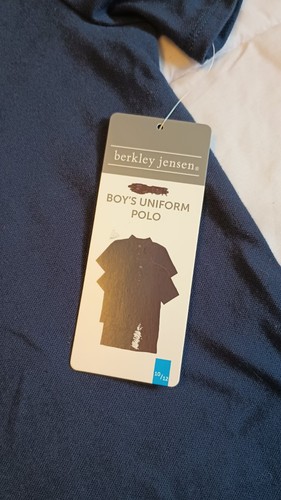 berkley jensen®
BOY'S UNIFORM
POLO
10/12